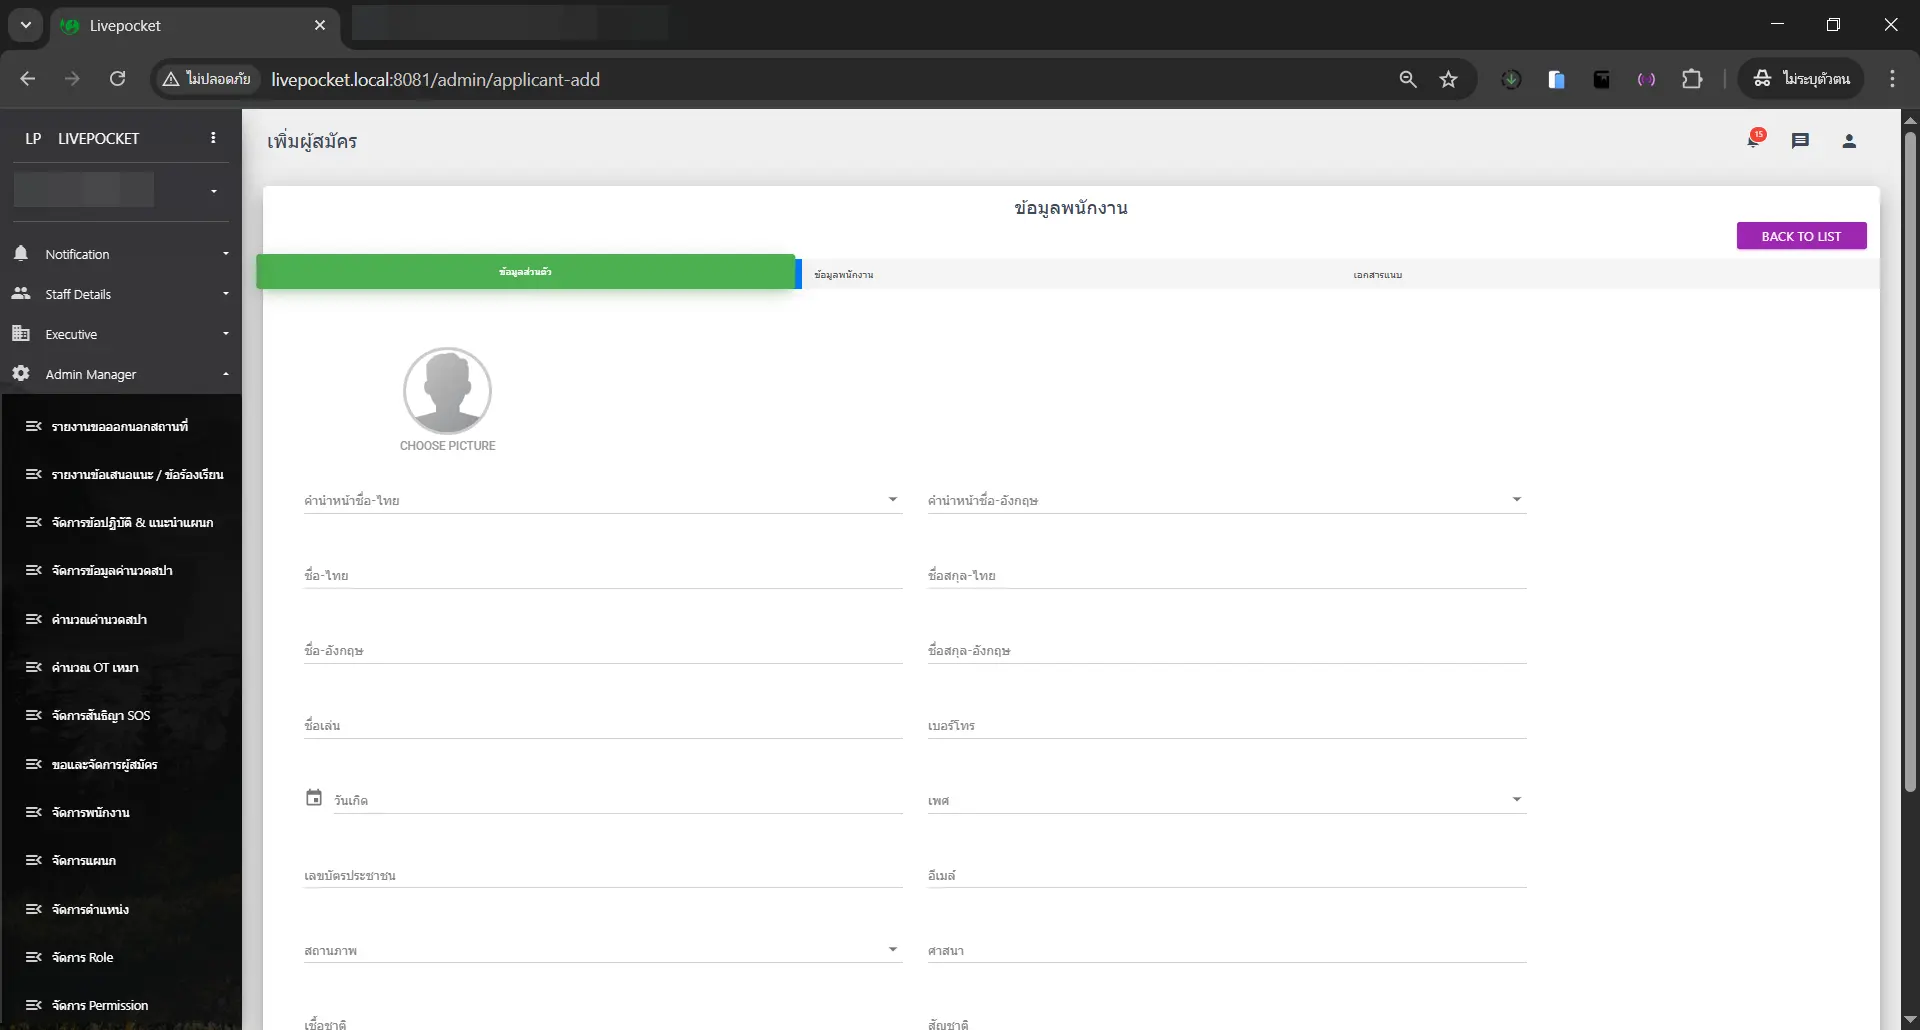 Livepocket
ไม่ปลอดภัย
livepocket.local:8081/admin/applicant-add
ไม่ระบุตัวตน
LP LIVEPOCKET
เพิ่มผู้สมัคร
15
ข้อมูลพนักงาน
BACK TO LIST
Notification
Staff Details
Executive
Admin Manager
รายงานขอออกนอกสถานที่
รายงานข้อเสนอแนะ / ข้อร้องเรียน
จัดการข้อปฏิบัติ & แนะนำแผนก
จัดการข้อมูลค่านวดสปา
คำนวณค่านวดสปา
คำนวณ OT เหมา
จัดการสันธิญา SOS
ขอและจัดการผู้สมัคร
จัดการพนักงาน
จัดการแผนก
จัดการตำแหน่ง
จัดการ Role
จัดการ Permission
ข้อมูลส่วนตัว
ข้อมูลพนักงาน
เอกสารแนบ
CHOOSE PICTURE
คำนำหน้าชื่อ-ไทย
คำนำหน้าชื่อ-อังกฤษ
ชื่อ-ไทย
ชื่อสกุล-ไทย
ชื่อ-อังกฤษ
ชื่อสกุล-อังกฤษ
ชื่อเล่น
เบอร์โทร
วันเกิด
เพศ
เลขบัตรประชาชน
อีเมล์
สถานภาพ
ศาสนา
เชื้อชาติ
สัญชาติ